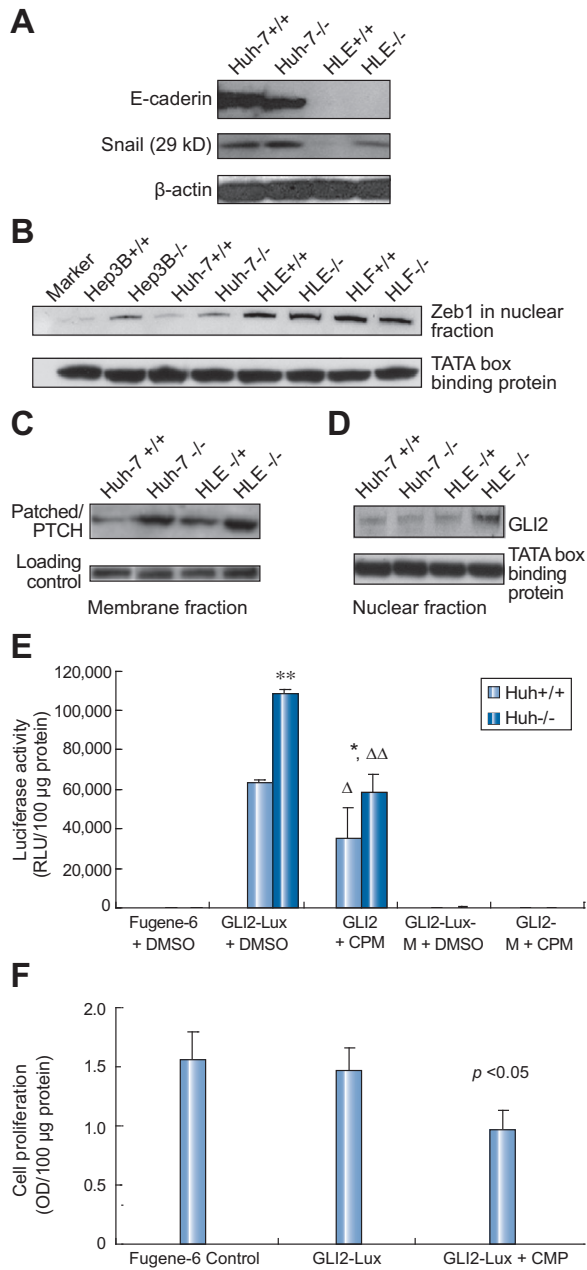 A
Huh-7+/+ Huh-7-/- HLE+/+ HLE-/-
E-caderin
Snail (29 kD)
β-actin
B
Marker Hep3B+/+ Hep3B-/- Huh-7+/+ Huh-7-/- HLE+/+ HLE-/- HLF+/+ HLF-/-
Zeb1 in nuclear
fraction
TATA box
binding protein
C
Huh-7 +/+ Huh-7 -/- HLE -/+ HLE -/-
Patched/
PTCH
Loading
control
Membrane fraction
D
Huh-7 +/+ Huh-7 -/- HLE -/+ HLE -/-
GLI2
TATA box
binding
protein
Nuclear fraction
E
Luciferase activity
(RLU/100 µg protein)
120,000
100,000
80,000
60,000
40,000
20,000
0
**
*, ΔΔ
Δ
Huh+/+
Huh-/-
Fugene-6 GLI2-Lux GLI2 GLI2-Lux- GLI2-
+ DMSO + DMSO + CPM M + DMSO M + CPM
F
Cell proliferation
(OD/100 µg protein)
2.0
1.5
1.0
0.5
0
p <0.05
Fugene-6 Control GLI2-Lux GLI2-Lux + CMP